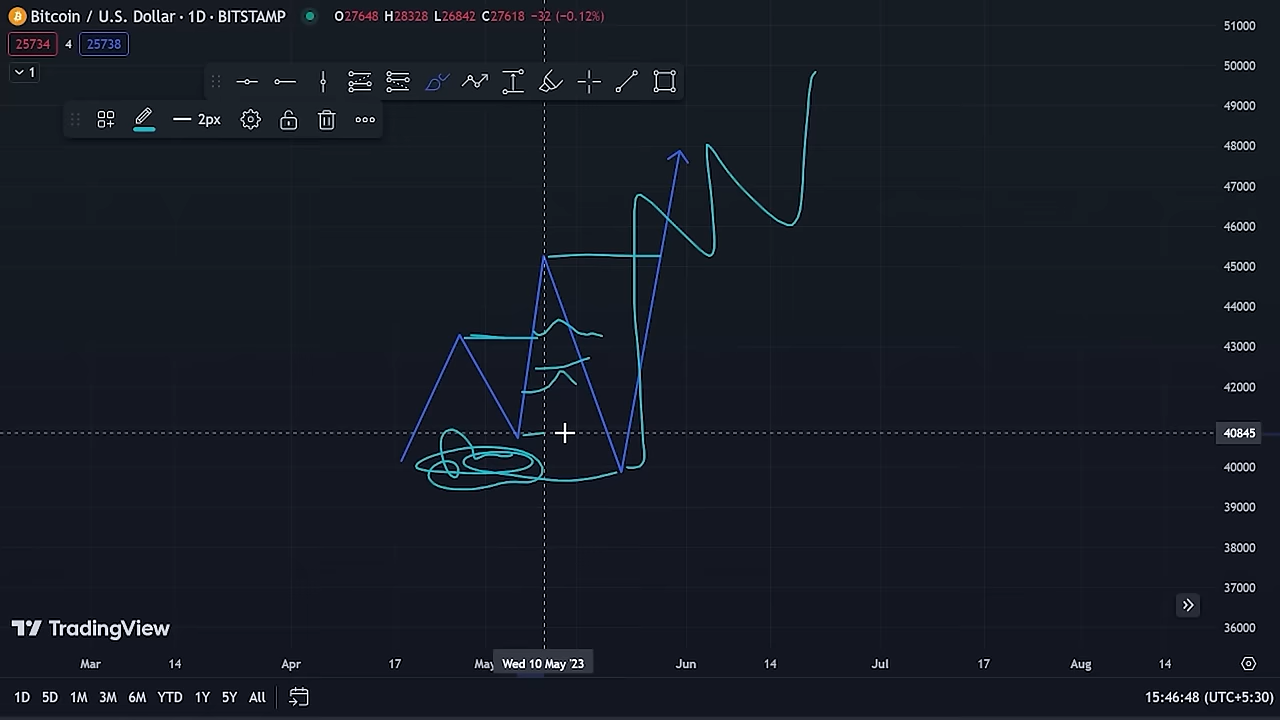 Bitcoin / U.S. Dollar · 1D · BITSTAMP O27648 H28328 L26842 C27618 −32 (−0.12%)
25734 4 25738
1
2px
51000
50000
49000
48000
47000
46000
45000
44000
43000
42000
40845
40000
39000
38000
37000
36000
TradingView
Mar 14 Apr 17 May Wed 10 May '23 Jun 14 Jul 17 Aug 14
1D 5D 1M 3M 6M YTD 1Y 5Y All 15:46:48 (UTC+5:30)